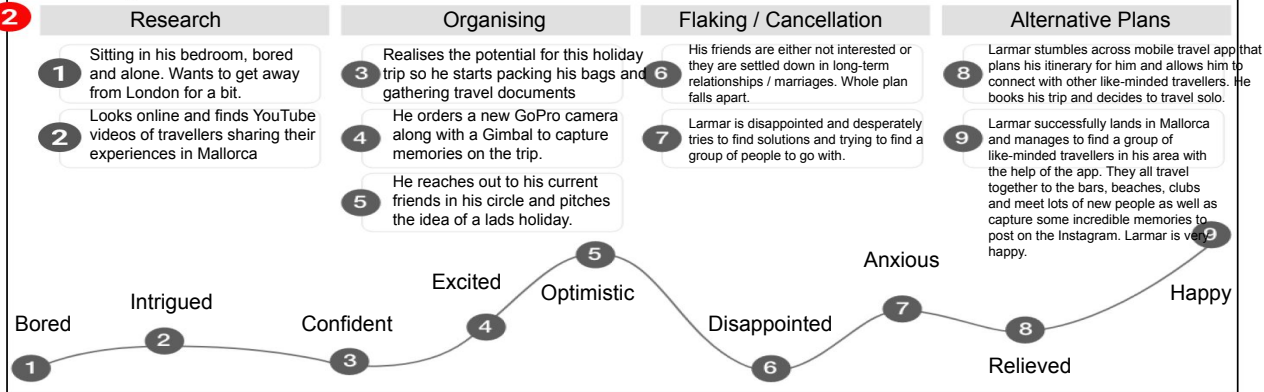 2
Research
Organising
Flaking / Cancellation
Alternative Plans
1
Sitting in his bedroom, bored
and alone. Wants to get away
from London for a bit.
2
Looks online and finds YouTube
videos of travellers sharing their
experiences in Mallorca
3
Realises the potential for this holiday
trip so he starts packing his bags and
gathering travel documents
4
He orders a new GoPro camera
along with a Gimbal to capture
memories on the trip.
5
He reaches out to his current
friends in his circle and pitches
the idea of a lads holiday.
6
His friends are either not interested or
they are settled down in long-term
relationships / marriages. Whole plan
falls apart.
7
Larmar is disappointed and desperately
tries to find solutions and trying to find a
group of people to go with.
8
Larmar stumbles across mobile travel app that
plans his itinerary for him and allows him to
connect with other like-minded travellers. He
books his trip and decides to travel solo.
9
Larmar successfully lands in Mallorca
and manages to find a group of
like-minded travellers in his area with
the help of the app. They all travel
together to the bars, beaches, clubs
and meet lots of new people as well as
capture some incredible memories to
post on the Instagram. Larmar is very
happy.
Bored
1
Intrigued
2
Confident
3
Excited
4
5
Optimistic
Disappointed
6
Anxious
7
8
Relieved
9
Happy